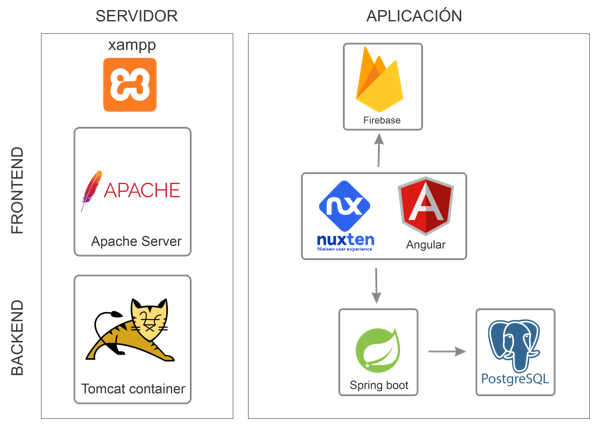 SERVIDOR
APLICACIÓN
xampp
Firebase
FRONTEND
APACHE
Apache Server
nx
nuxten
Nielsen user experience
A
Angular
BACKEND
Tomcat container
Spring boot
PostgreSQL